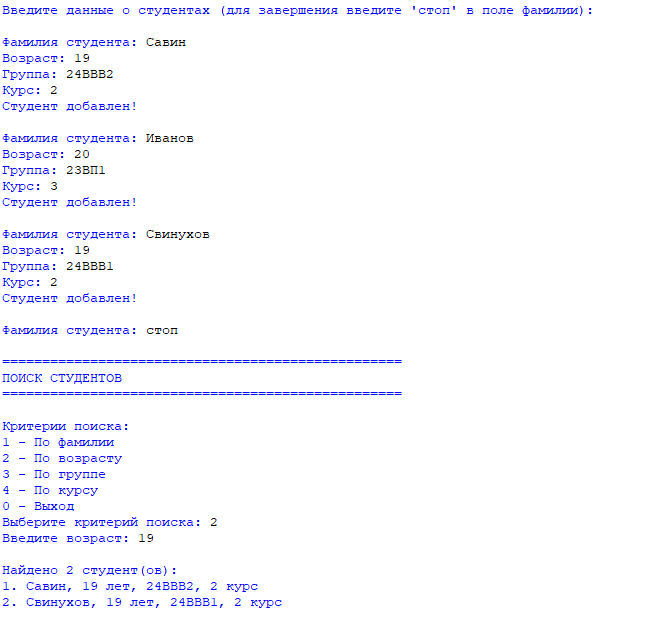 Введите данные о студентах (для завершения введите 'стоп' в поле фамилии):
Фамилия студента: Савин
Возраст: 19
Группа: 24ВВВ2
Курс: 2
Студент добавлен!
Фамилия студента: Иванов
Возраст: 20
Группа: 23ВП1
Курс: 3
Студент добавлен!
Фамилия студента: Свинухов
Возраст: 19
Группа: 24ВВВ1
Курс: 2
Студент добавлен!
Фамилия студента: стоп
==================================================
ПОИСК СТУДЕНТОВ
==================================================
Критерии поиска:
1 - По фамилии
2 - По возрасту
3 - По группе
4 - По курсу
0 - Выход
Выберите критерий поиска: 2
Введите возраст: 19
Найдено 2 студент(ов):
1. Савин, 19 лет, 24ВВВ2, 2 курс
2. Свинухов, 19 лет, 24ВВВ1, 2 курс